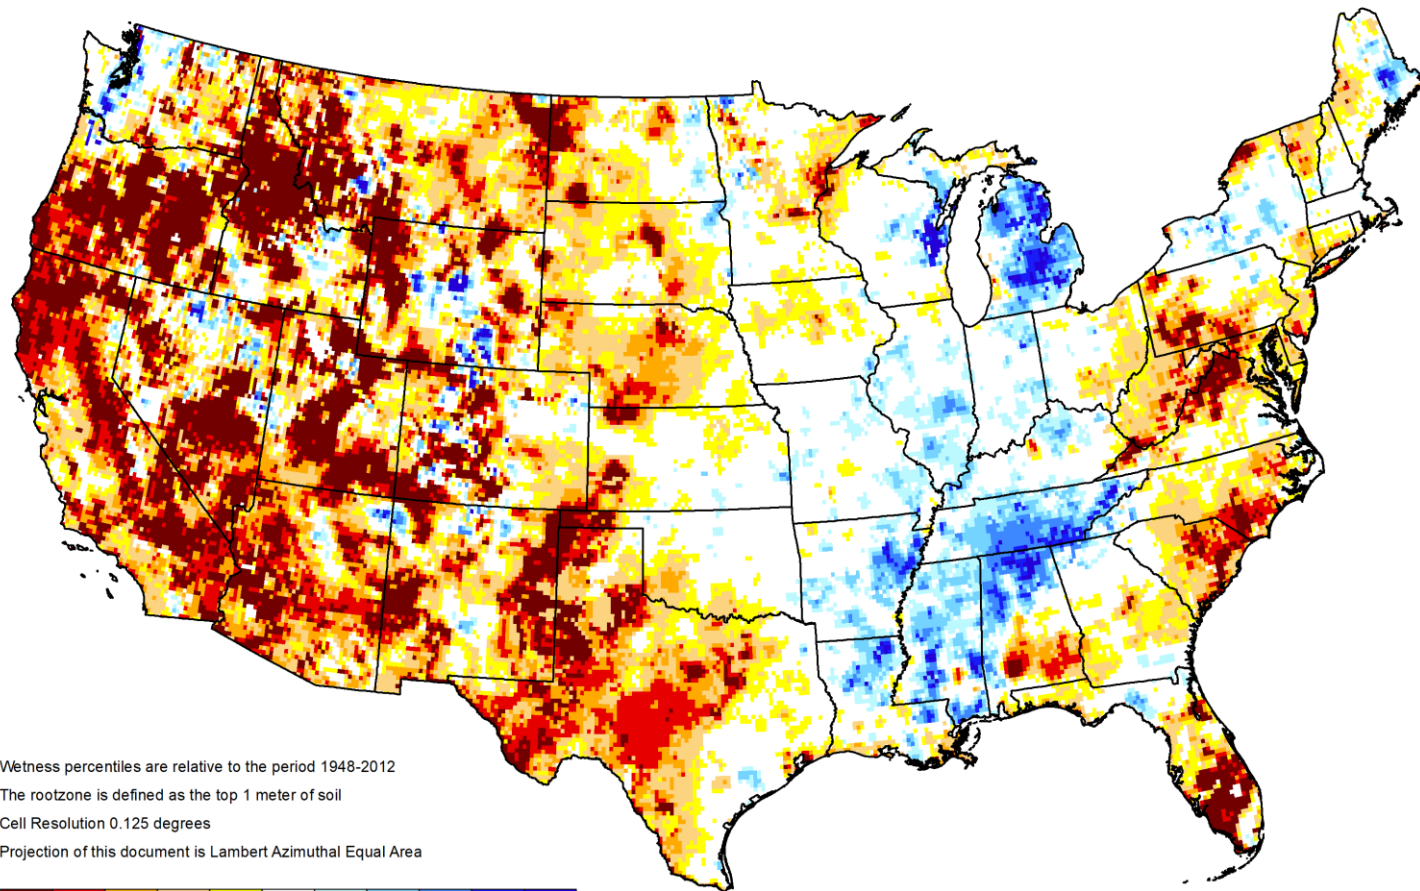 Wetness percentiles are relative to the period 1948-2012
The rootzone is defined as the top 1 meter of soil
Cell Resolution 0.125 degrees
Projection of this document is Lambert Azimuthal Equal Area